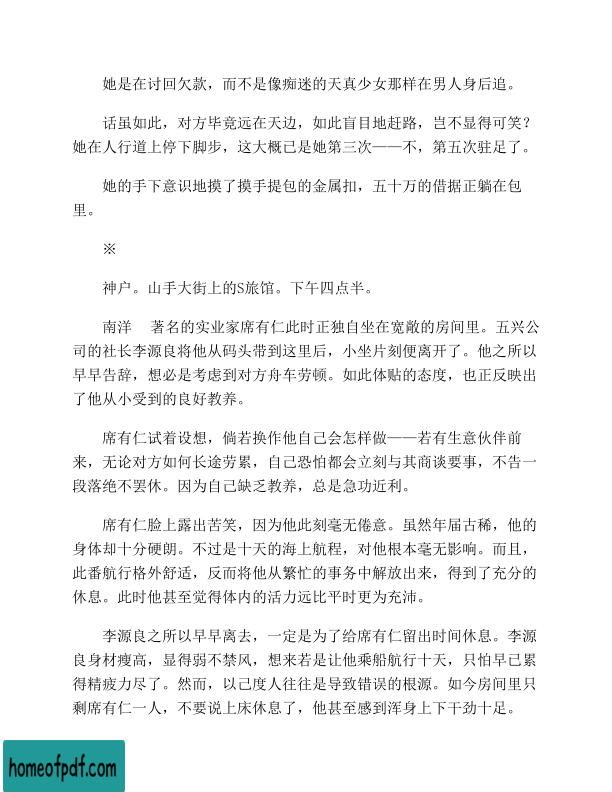 她是在讨回欠款，而不是像痴迷的天真少女那样在男人身后追。
话虽如此，对方毕竟远在天边，如此盲目地赶路，岂不显得可笑？
她在人行道上停下脚步，这大概已是她第三次——不，第五次驻足了。
她的手下意识地摸了摸手提包的金属扣，五十万的借据正躺在包
里。
※
神户。山手大街上的S旅馆。下午四点半。
南洋 著名的实业家席有仁此时正独自坐在宽敞的房间里。五兴公
司的社长李源良将他从码头带到这里后，小坐片刻便离开了。他之所以
早早告辞，想必是考虑到对方舟车劳顿。如此体贴的态度，也正反映出
了他从小受到的良好教养。
席有仁试着设想，倘若换作他自己会怎样做——若有生意伙伴前
来，无论对方如何长途劳累，自己恐怕都会立刻与其商谈要事，不告一
段落绝不罢休。因为自己缺乏教养，总是急功近利。
席有仁脸上露出苦笑，因为他此刻毫无倦意。虽然年届古稀，他的
身体却十分硬朗。不过是十天的海上航程，对他根本毫无影响。而且，
此番航行格外舒适，反而将他从繁忙的事务中解放出来，得到了充分的
休息。此时他甚至觉得体内的活力远比平时更为充沛。
李源良之所以早早离去，一定是为了给席有仁留出时间休息。李源
良身材瘦高，显得弱不禁风，想来若是让他乘船航行十天，只怕早已累
得精疲力尽了。然而，以己度人往往是导致错误的根源。如今房间里只
剩席有仁一人，不要说上床休息了，他甚至感到浑身上下干劲十足。
homeofpdf.com